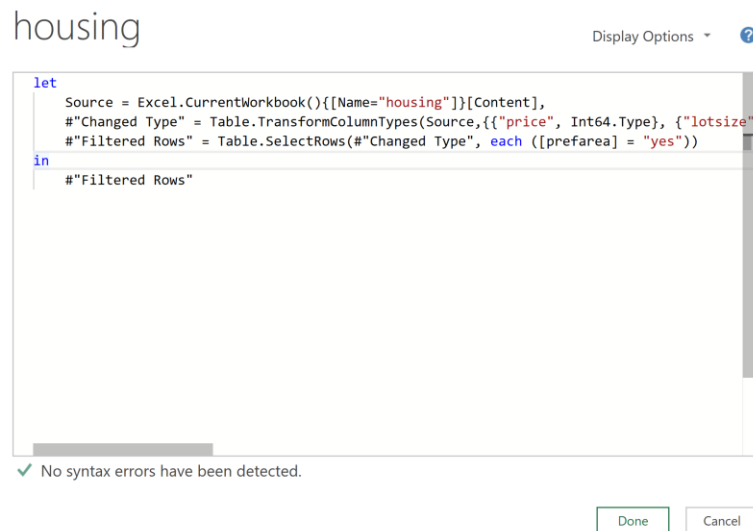 housing
Display Options
?
let
Source = Excel.CurrentWorkbook(){[Name="housing"]}[Content],
#"Changed Type" = Table.TransformColumnTypes(Source,{{"price", Int64.Type}, {"lotsize"
#"Filtered Rows" = Table.SelectRows(#"Changed Type", each ([prefarea] = "yes"))
in
#"Filtered Rows"
No syntax errors have been detected.
Done
Cancel